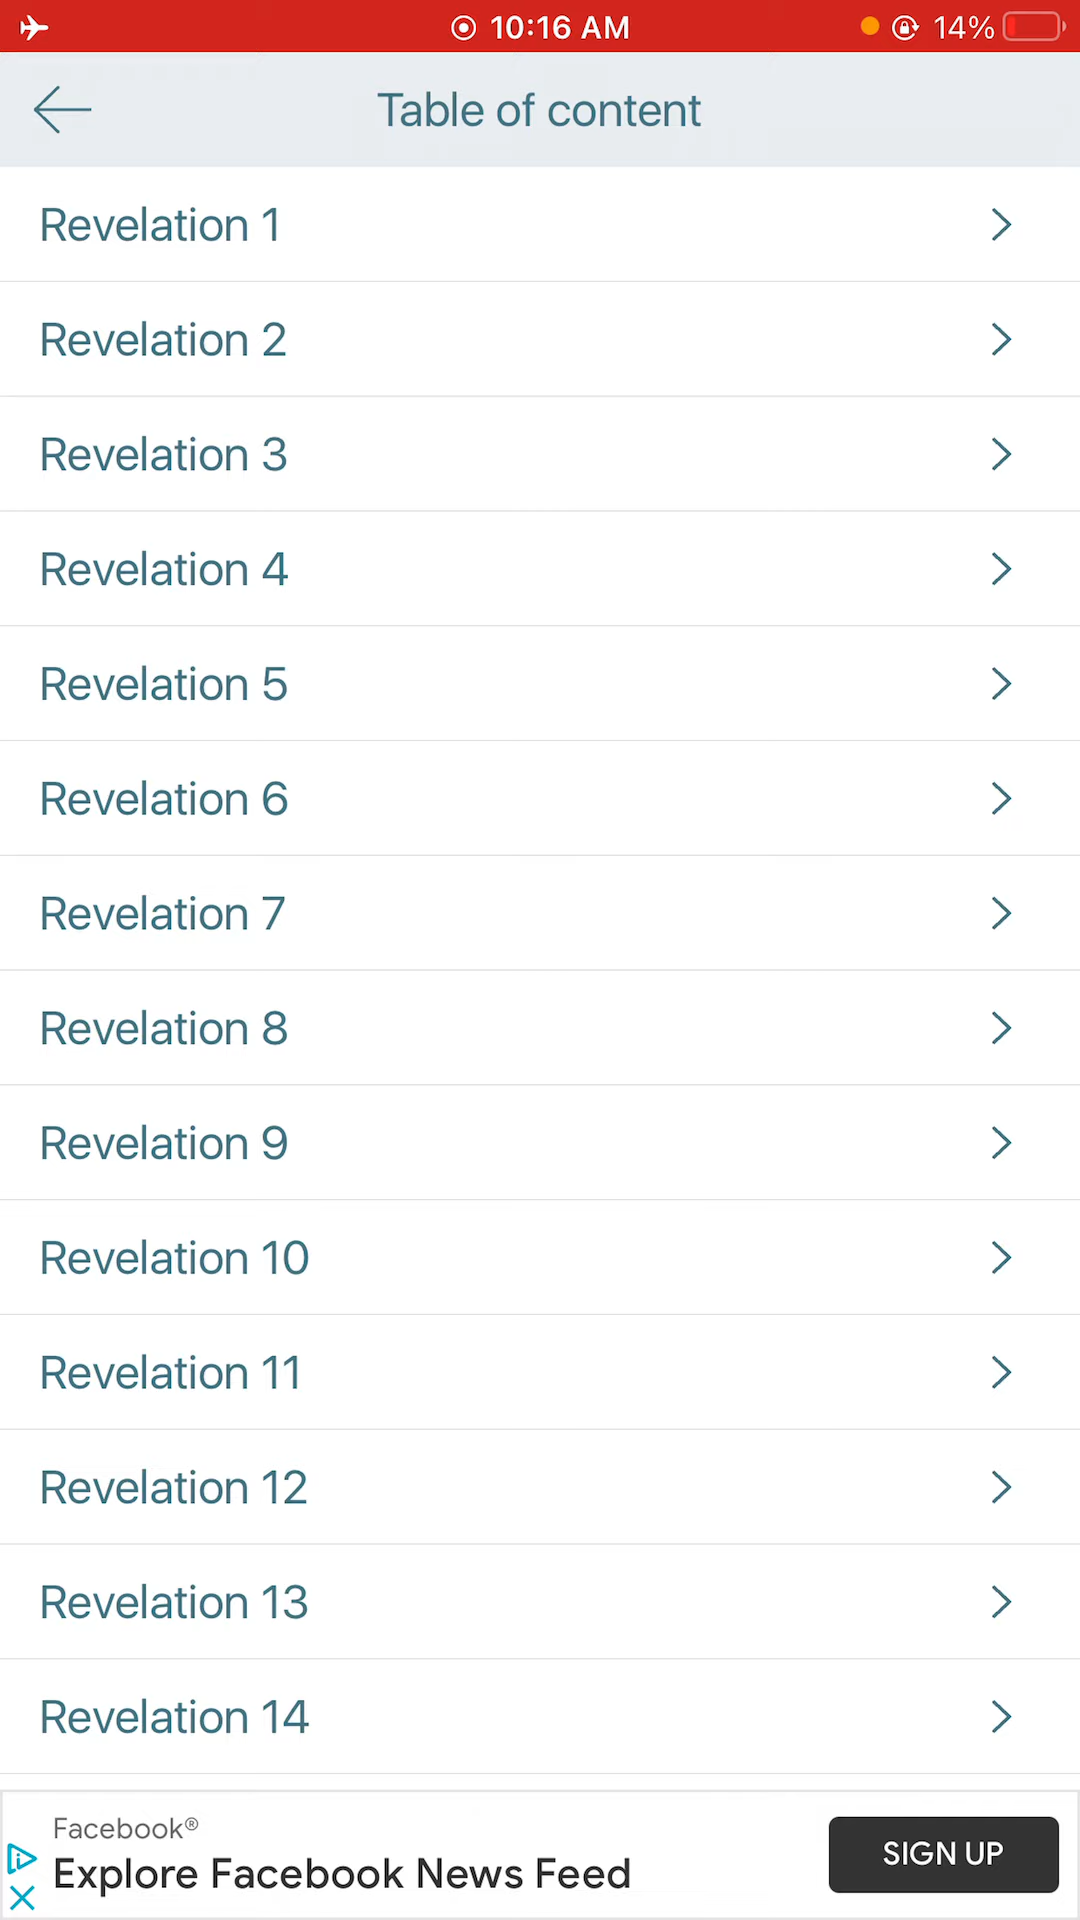 10:16 AM
14%
Table of content
Revelation 1
Revelation 2
Revelation 3
Revelation 4
Revelation 5
Revelation 6
Revelation 7
Revelation 8
Revelation 9
Revelation 10
Revelation 11
Revelation 12
Revelation 13
Revelation 14
Facebook®
Explore Facebook News Feed
SIGN UP